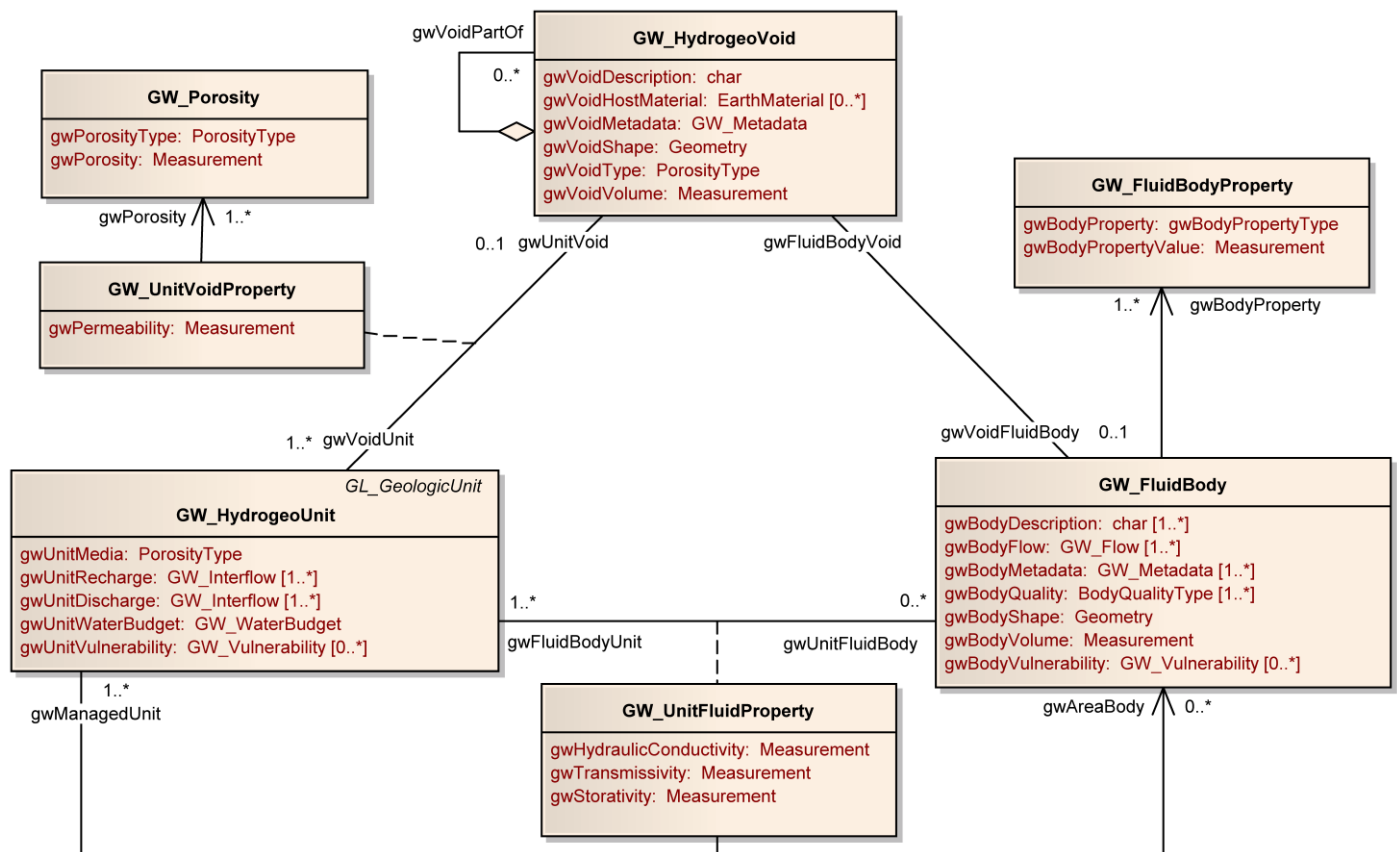 gwVoidPartOf
0..*
GW_HydrogeoVoid
gwVoidDescription: char
gwVoidHostMaterial: EarthMaterial [0..*]
gwVoidMetadata: GW_Metadata
gwVoidShape: Geometry
gwVoidType: PorosityType
gwVoidVolume: Measurement
GW_Porosity
gwPorosityType: PorosityType
gwPorosity: Measurement
gwPorosity 1..*
GW_UnitVoidProperty
gwPermeability: Measurement
0..1 gwUnitVoid
gwFluidBodyVoid
GW_FluidBodyProperty
gwBodyProperty: gwBodyPropertyType
gwBodyPropertyValue: Measurement
1..* gwBodyProperty
1..* gwVoidUnit
gwVoidFluidBody 0..1
GL_GeologicUnit
GW_HydrogeoUnit
gwUnitMedia: PorosityType
gwUnitRecharge: GW_Interflow [1..*]
gwUnitDischarge: GW_Interflow [1..*]
gwUnitWaterBudget: GW_WaterBudget
gwUnitVulnerability: GW_Vulnerability [0..*]
1..*
gwFluidBodyUnit
0..*
gwUnitFluidBody
GW_FluidBody
gwBodyDescription: char [1..*]
gwBodyFlow: GW_Flow [1..*]
gwBodyMetadata: GW_Metadata [1..*]
gwBodyQuality: BodyQualityType [1..*]
gwBodyShape: Geometry
gwBodyVolume: Measurement
gwBodyVulnerability: GW_Vulnerability [0..*]
1..*
gwManagedUnit
GW_UnitFluidProperty
gwHydraulicConductivity: Measurement
gwTransmissivity: Measurement
gwStorativity: Measurement
gwAreaBody 0..*